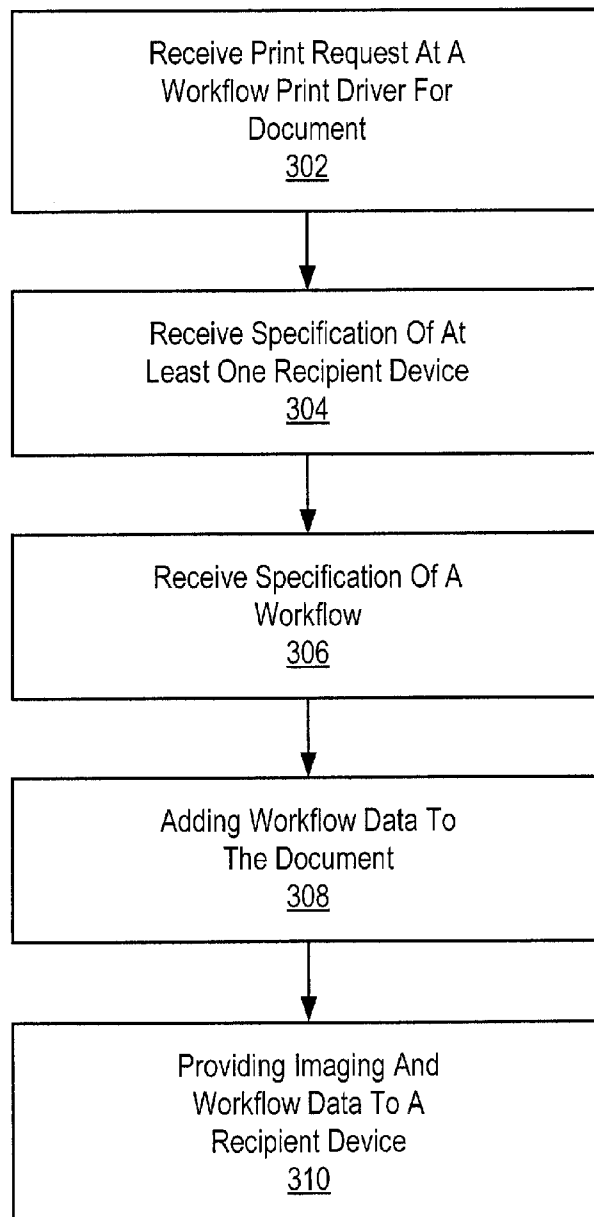 Receive Print Request At A
Workflow Print Driver For
Document
302
Receive Specification Of At
Least One Recipient Device
304
Receive Specification Of A
Workflow
306
Adding Workflow Data To
The Document
308
Providing Imaging And
Workflow Data To A
Recipient Device
310